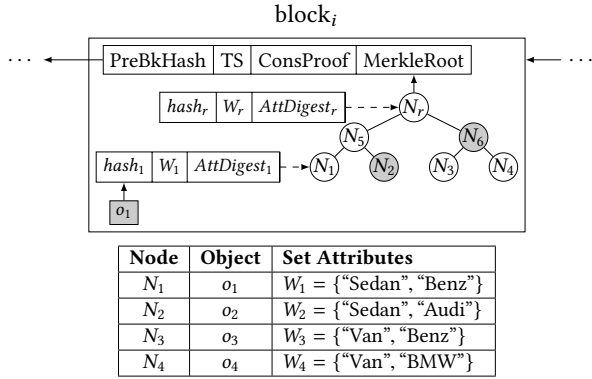 block_i
··· PreBkHash TS ConsProof MerkleRoot ···
hash_r W_r AttDigest_r N_r
N_5 N_6
hash_1 W_1 AttDigest_1 N_1 N_2 N_3 N_4
o_1
Node Object Set Attributes
N_1 o_1 W_1 = {“Sedan”, “Benz”}
N_2 o_2 W_2 = {“Sedan”, “Audi”}
N_3 o_3 W_3 = {“Van”, “Benz”}
N_4 o_4 W_4 = {“Van”, “BMW”}